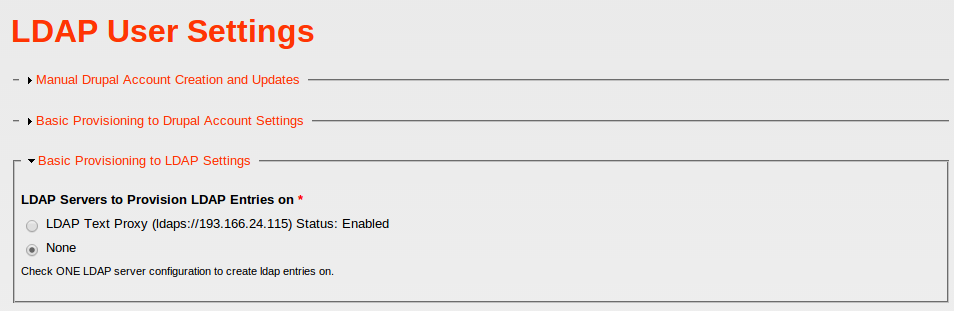 LDAP User Settings
Manual Drupal Account Creation and Updates
Basic Provisioning to Drupal Account Settings
Basic Provisioning to LDAP Settings
LDAP Servers to Provision LDAP Entries on *
LDAP Text Proxy (ldaps://193.166.24.115) Status: Enabled
None
Check ONE LDAP server configuration to create ldap entries on.